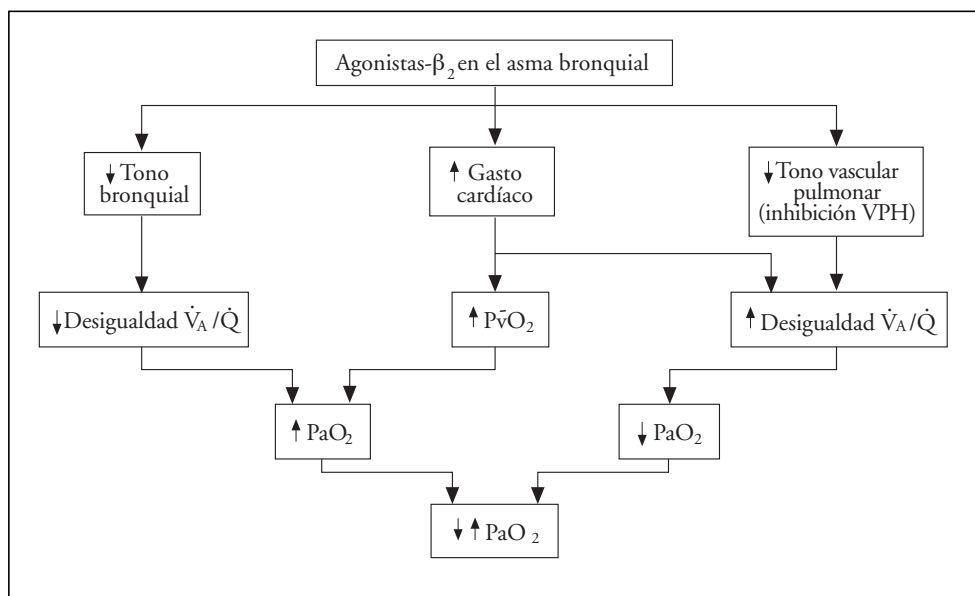 Agonistas-β₂ en el asma bronquial
↓ Tono
bronquial
↑ Gasto
cardíaco
↓ Tono vascular
pulmonar
(inhibición VPH)
↓ Desigualdad V̇A/Q̇
↑ Pv̄O₂
↑ Desigualdad V̇A/Q̇
↑ PaO₂
↓ PaO₂
↓ ↑ PaO₂